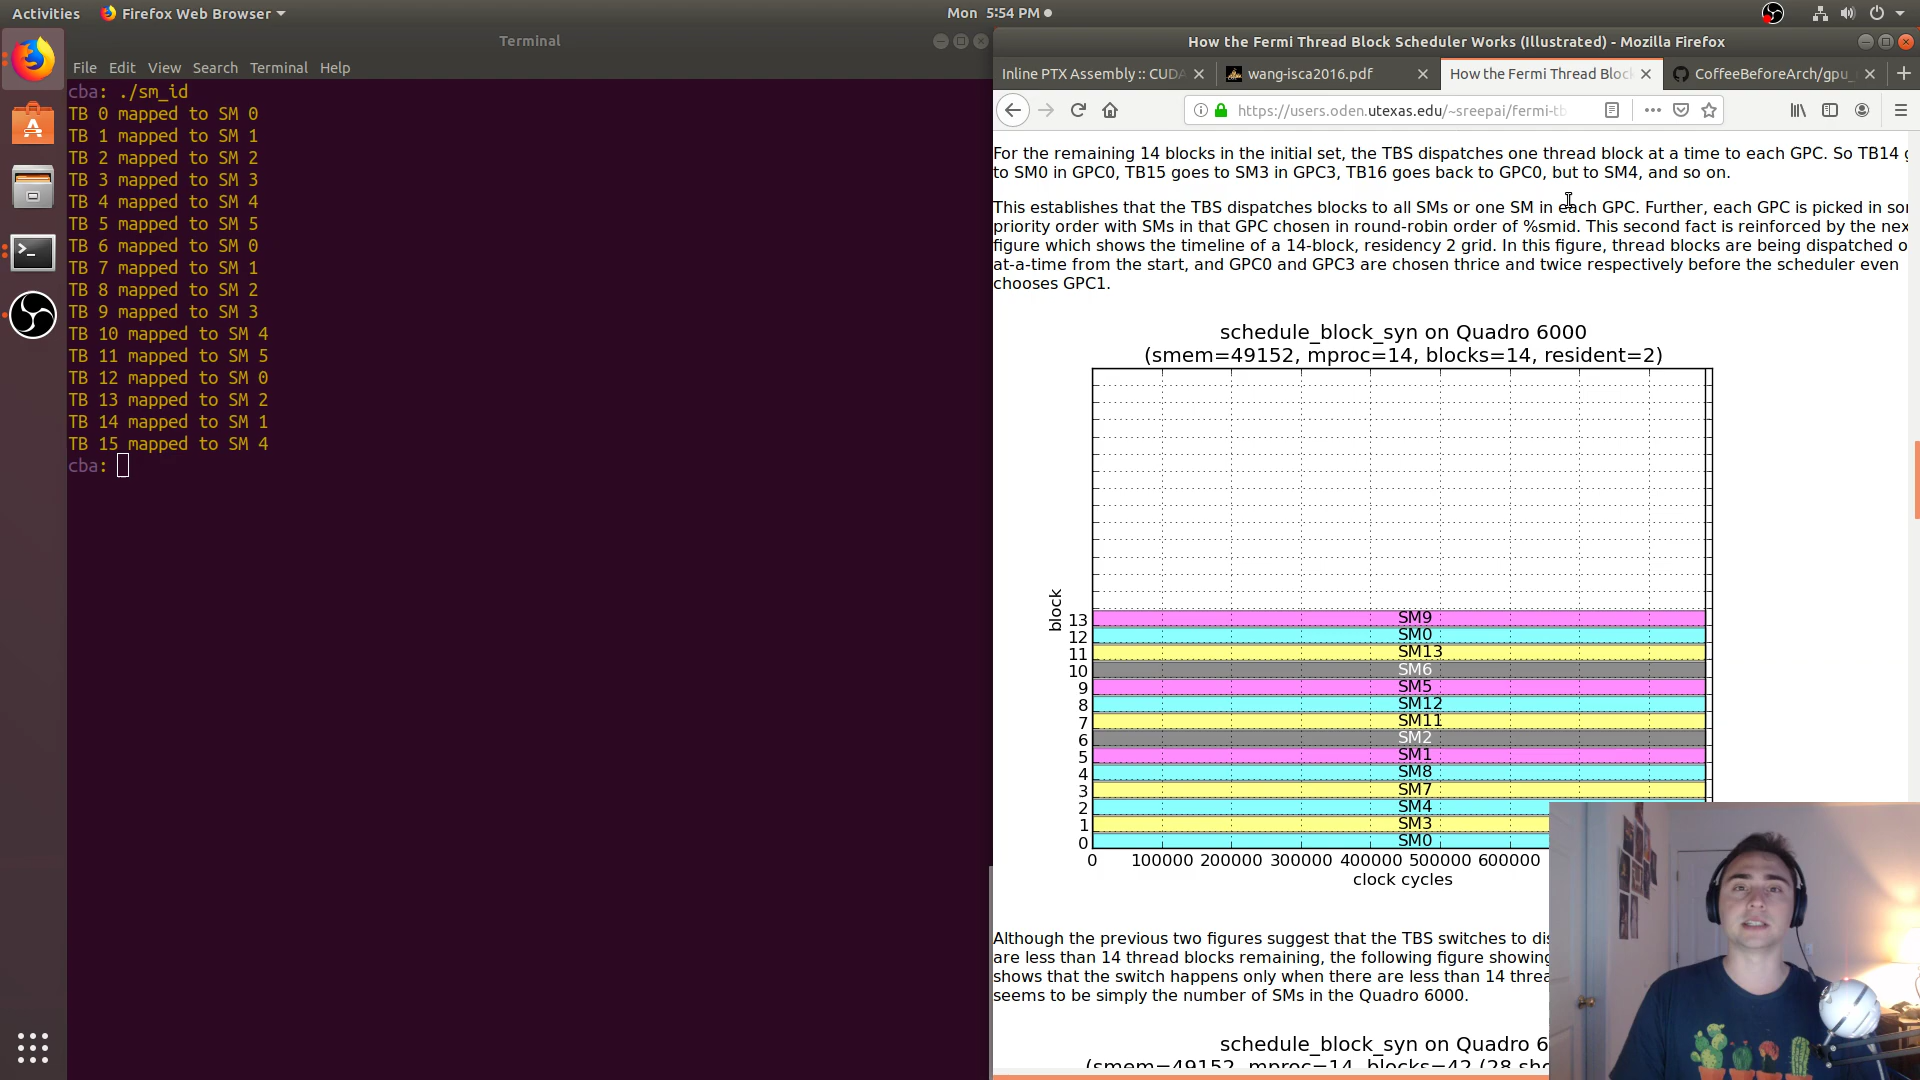 Activities Firefox Web Browser Mon 5:54 PM
Terminal
File Edit View Search Terminal Help
cba: ./sm_id
TB 0 mapped to SM 0
TB 1 mapped to SM 1
TB 2 mapped to SM 2
TB 3 mapped to SM 3
TB 4 mapped to SM 4
TB 5 mapped to SM 5
TB 6 mapped to SM 0
TB 7 mapped to SM 1
TB 8 mapped to SM 2
TB 9 mapped to SM 3
TB 10 mapped to SM 4
TB 11 mapped to SM 5
TB 12 mapped to SM 0
TB 13 mapped to SM 2
TB 14 mapped to SM 1
TB 15 mapped to SM 4
cba:
How the Fermi Thread Block Scheduler Works (Illustrated) - Mozilla Firefox
Inline PTX Assembly :: CUDA wang-isca2016.pdf How the Fermi Thread Block CoffeeBeforeArch/gpu_
https://users.oden.utexas.edu/~sreepai/fermi-tb
For the remaining 14 blocks in the initial set, the TBS dispatches one thread block at a time to each GPC. So TB14 g
to SM0 in GPC0, TB15 goes to SM3 in GPC3, TB16 goes back to GPC0, but to SM4, and so on.
This establishes that the TBS dispatches blocks to all SMs or one SM in each GPC. Further, each GPC is picked in sor
priority order with SMs in that GPC chosen in round-robin order of %smid. This second fact is reinforced by the nex
figure which shows the timeline of a 14-block, residency 2 grid. In this figure, thread blocks are being dispatched o
at-a-time from the start, and GPC0 and GPC3 are chosen thrice and twice respectively before the scheduler even
chooses GPC1.
schedule_block_syn on Quadro 6000
(smem=49152, mproc=14, blocks=14, resident=2)
block
13 SM9
12 SM0
11 SM13
10 SM6
9 SM5
8 SM12
7 SM11
6 SM2
5 SM1
4 SM8
3 SM7
2 SM4
1 SM3
0 SM0
0 100000 200000 300000 400000 500000 600000
clock cycles
Although the previous two figures suggest that the TBS switches to dis
are less than 14 thread blocks remaining, the following figure showing
shows that the switch happens only when there are less than 14 threa
seems to be simply the number of SMs in the Quadro 6000.
schedule_block_syn on Quadro 6
(smem=49152, mproc=14, blocks=42 (28 sho